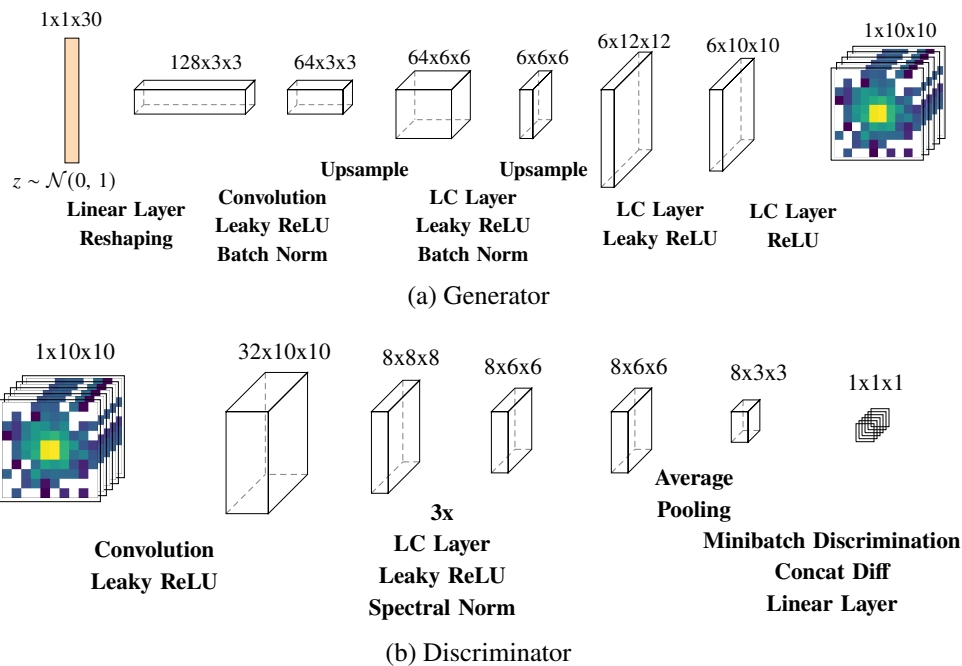 1x1x30
128x3x3
64x3x3
64x6x6
6x6x6
6x12x12
6x10x10
1x10x10
z ~ 𝒩(0, 1)
Linear Layer
Reshaping
Convolution
Leaky ReLU
Batch Norm
Upsample
LC Layer
Leaky ReLU
Batch Norm
Upsample
LC Layer
Leaky ReLU
LC Layer
ReLU
(a) Generator
1x10x10
32x10x10
8x8x8
8x6x6
8x6x6
8x3x3
1x1x1
Convolution
Leaky ReLU
3x
LC Layer
Leaky ReLU
Spectral Norm
Average
Pooling
Minibatch Discrimination
Concat Diff
Linear Layer
(b) Discriminator